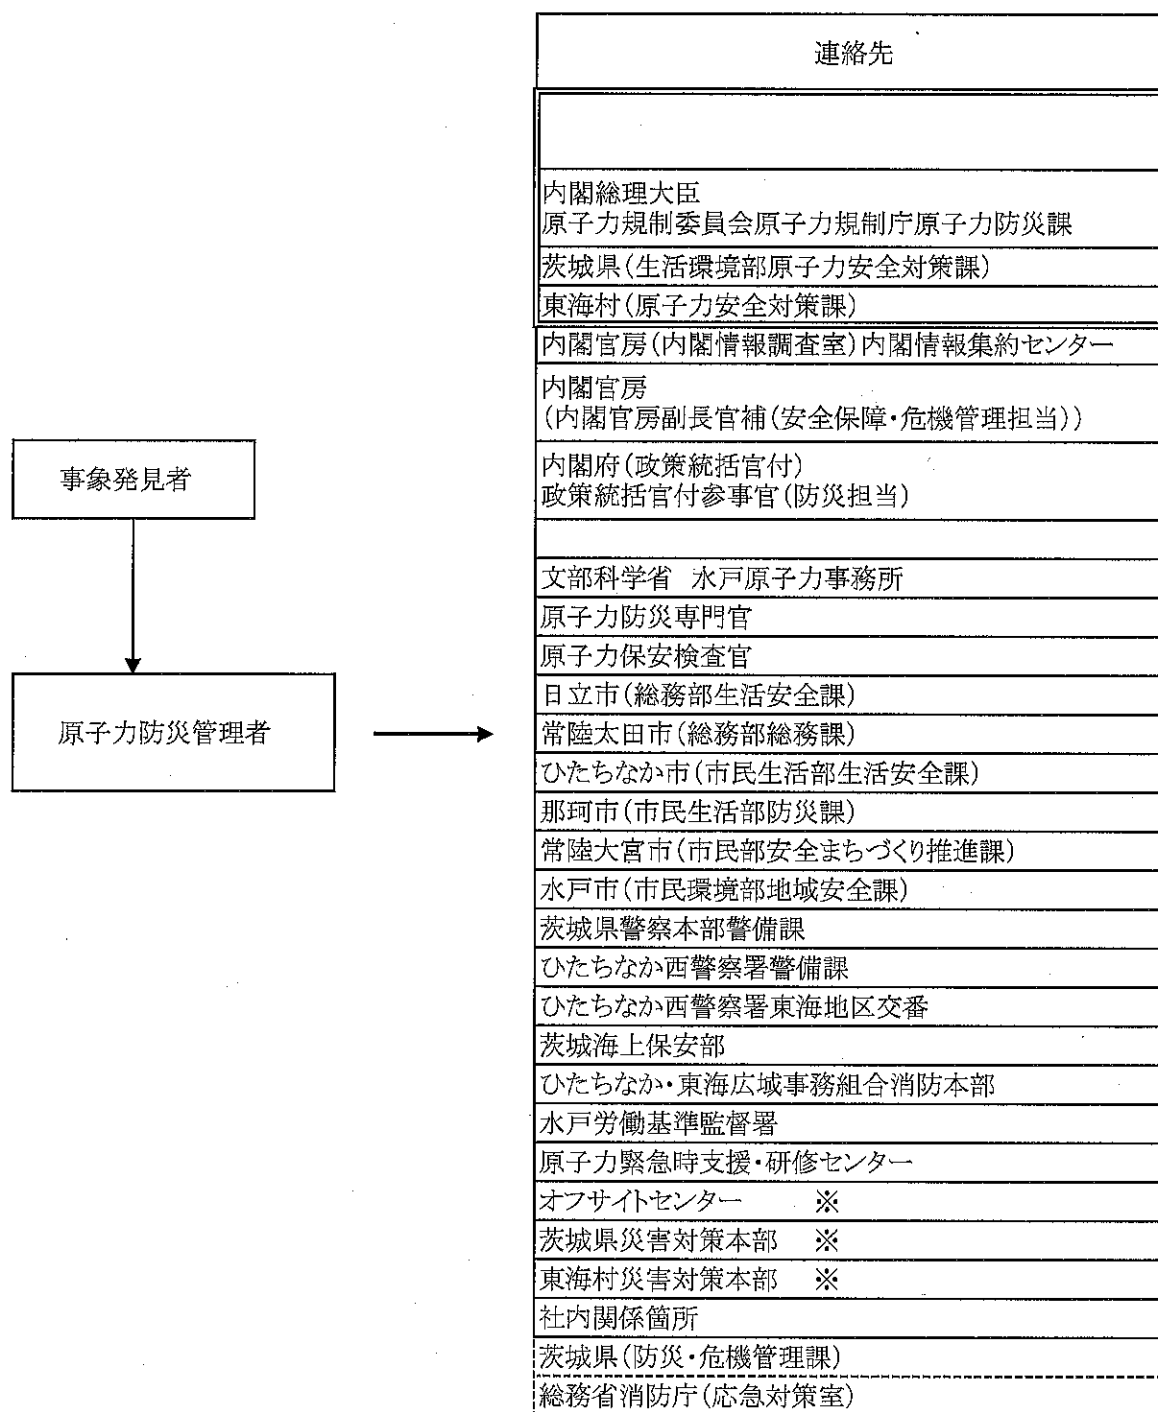 連絡先
内閣総理大臣
原子力規制委員会原子力規制庁原子力防災課
茨城県(生活環境部原子力安全対策課)
東海村(原子力安全対策課)
内閣官房(内閣情報調査室)内閣情報集約センター
内閣官房
(内閣官房副長官補(安全保障・危機管理担当))
内閣府(政策統括官付)
政策統括官付参事官(防災担当)
文部科学省 水戸原子力事務所
原子力防災専門官
原子力保安検査官
日立市(総務部生活安全課)
常陸太田市(総務部総務課)
ひたちなか市(市民生活部生活安全課)
那珂市(市民生活部防災課)
常陸大宮市(市民部安全まちづくり推進課)
水戸市(市民環境部地域安全課)
茨城県警察本部警備課
ひたちなか西警察署警備課
ひたちなか西警察署東海地区交番
茨城海上保安部
ひたちなか・東海広域事務組合消防本部
水戸労働基準監督署
原子力緊急時支援・研修センター
オフサイトセンター ※
茨城県災害対策本部 ※
東海村災害対策本部 ※
社内関係箇所
茨城県(防災・危機管理課)
総務省消防庁(応急対策室)
事象発見者
原子力防災管理者